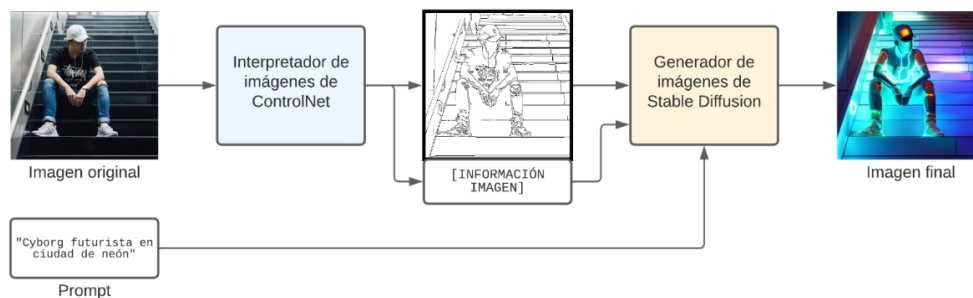 Interpretador de
imágenes de
ControlNet
Generador de
imágenes de
Stable Diffusion
Imagen original
[INFORMACIÓN
IMAGEN]
Imagen final
"Cyborg futurista en
ciudad de neón"
Prompt